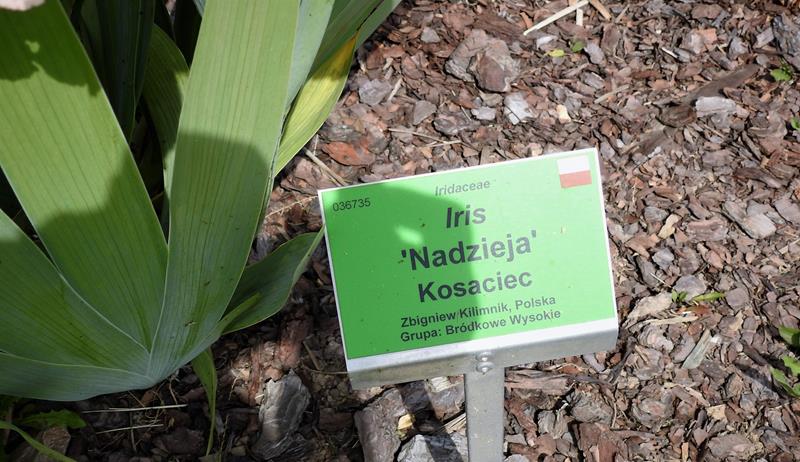 Iridaceae
036735
Iris
'Nadzieja'
Kosaciec
Zbigniew Kilimnik, Polska
Grupa: Bródkowe Wysokie